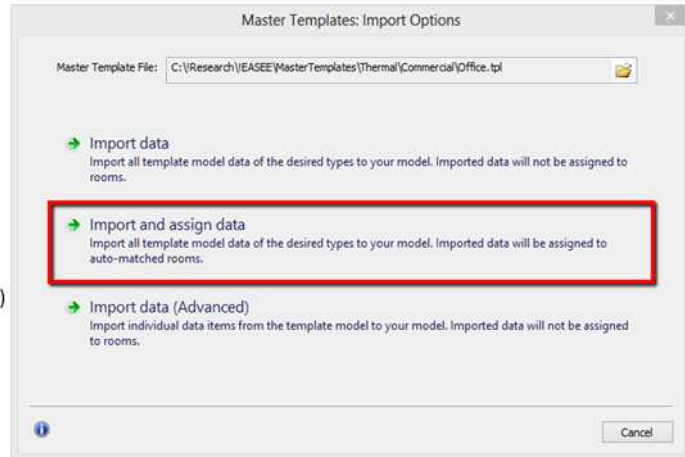 Master Templates: Import Options
Master Template File: C:\!Research\!EASEE\MasterTemplates\Thermal\Commercial\Office.tpl
Import data
Import all template model data of the desired types to your model. Imported data will not be assigned to
rooms.
Import and assign data
Import all template model data of the desired types to your model. Imported data will be assigned to
auto-matched rooms.
)
Import data (Advanced)
Import individual data items from the template model to your model. Imported data will not be assigned
to rooms.
Cancel